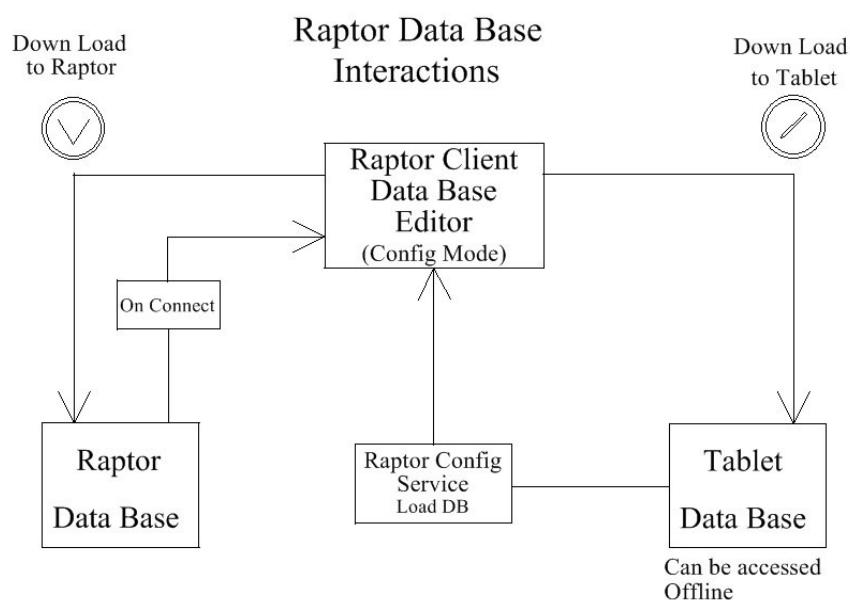 Raptor Data Base
Interactions
Down Load
to Raptor
Down Load
to Tablet
Raptor Client
Data Base
Editor
(Config Mode)
On Connect
Raptor
Data Base
Raptor Config
Service
Load DB
Tablet
Data Base
Can be accessed
Offline